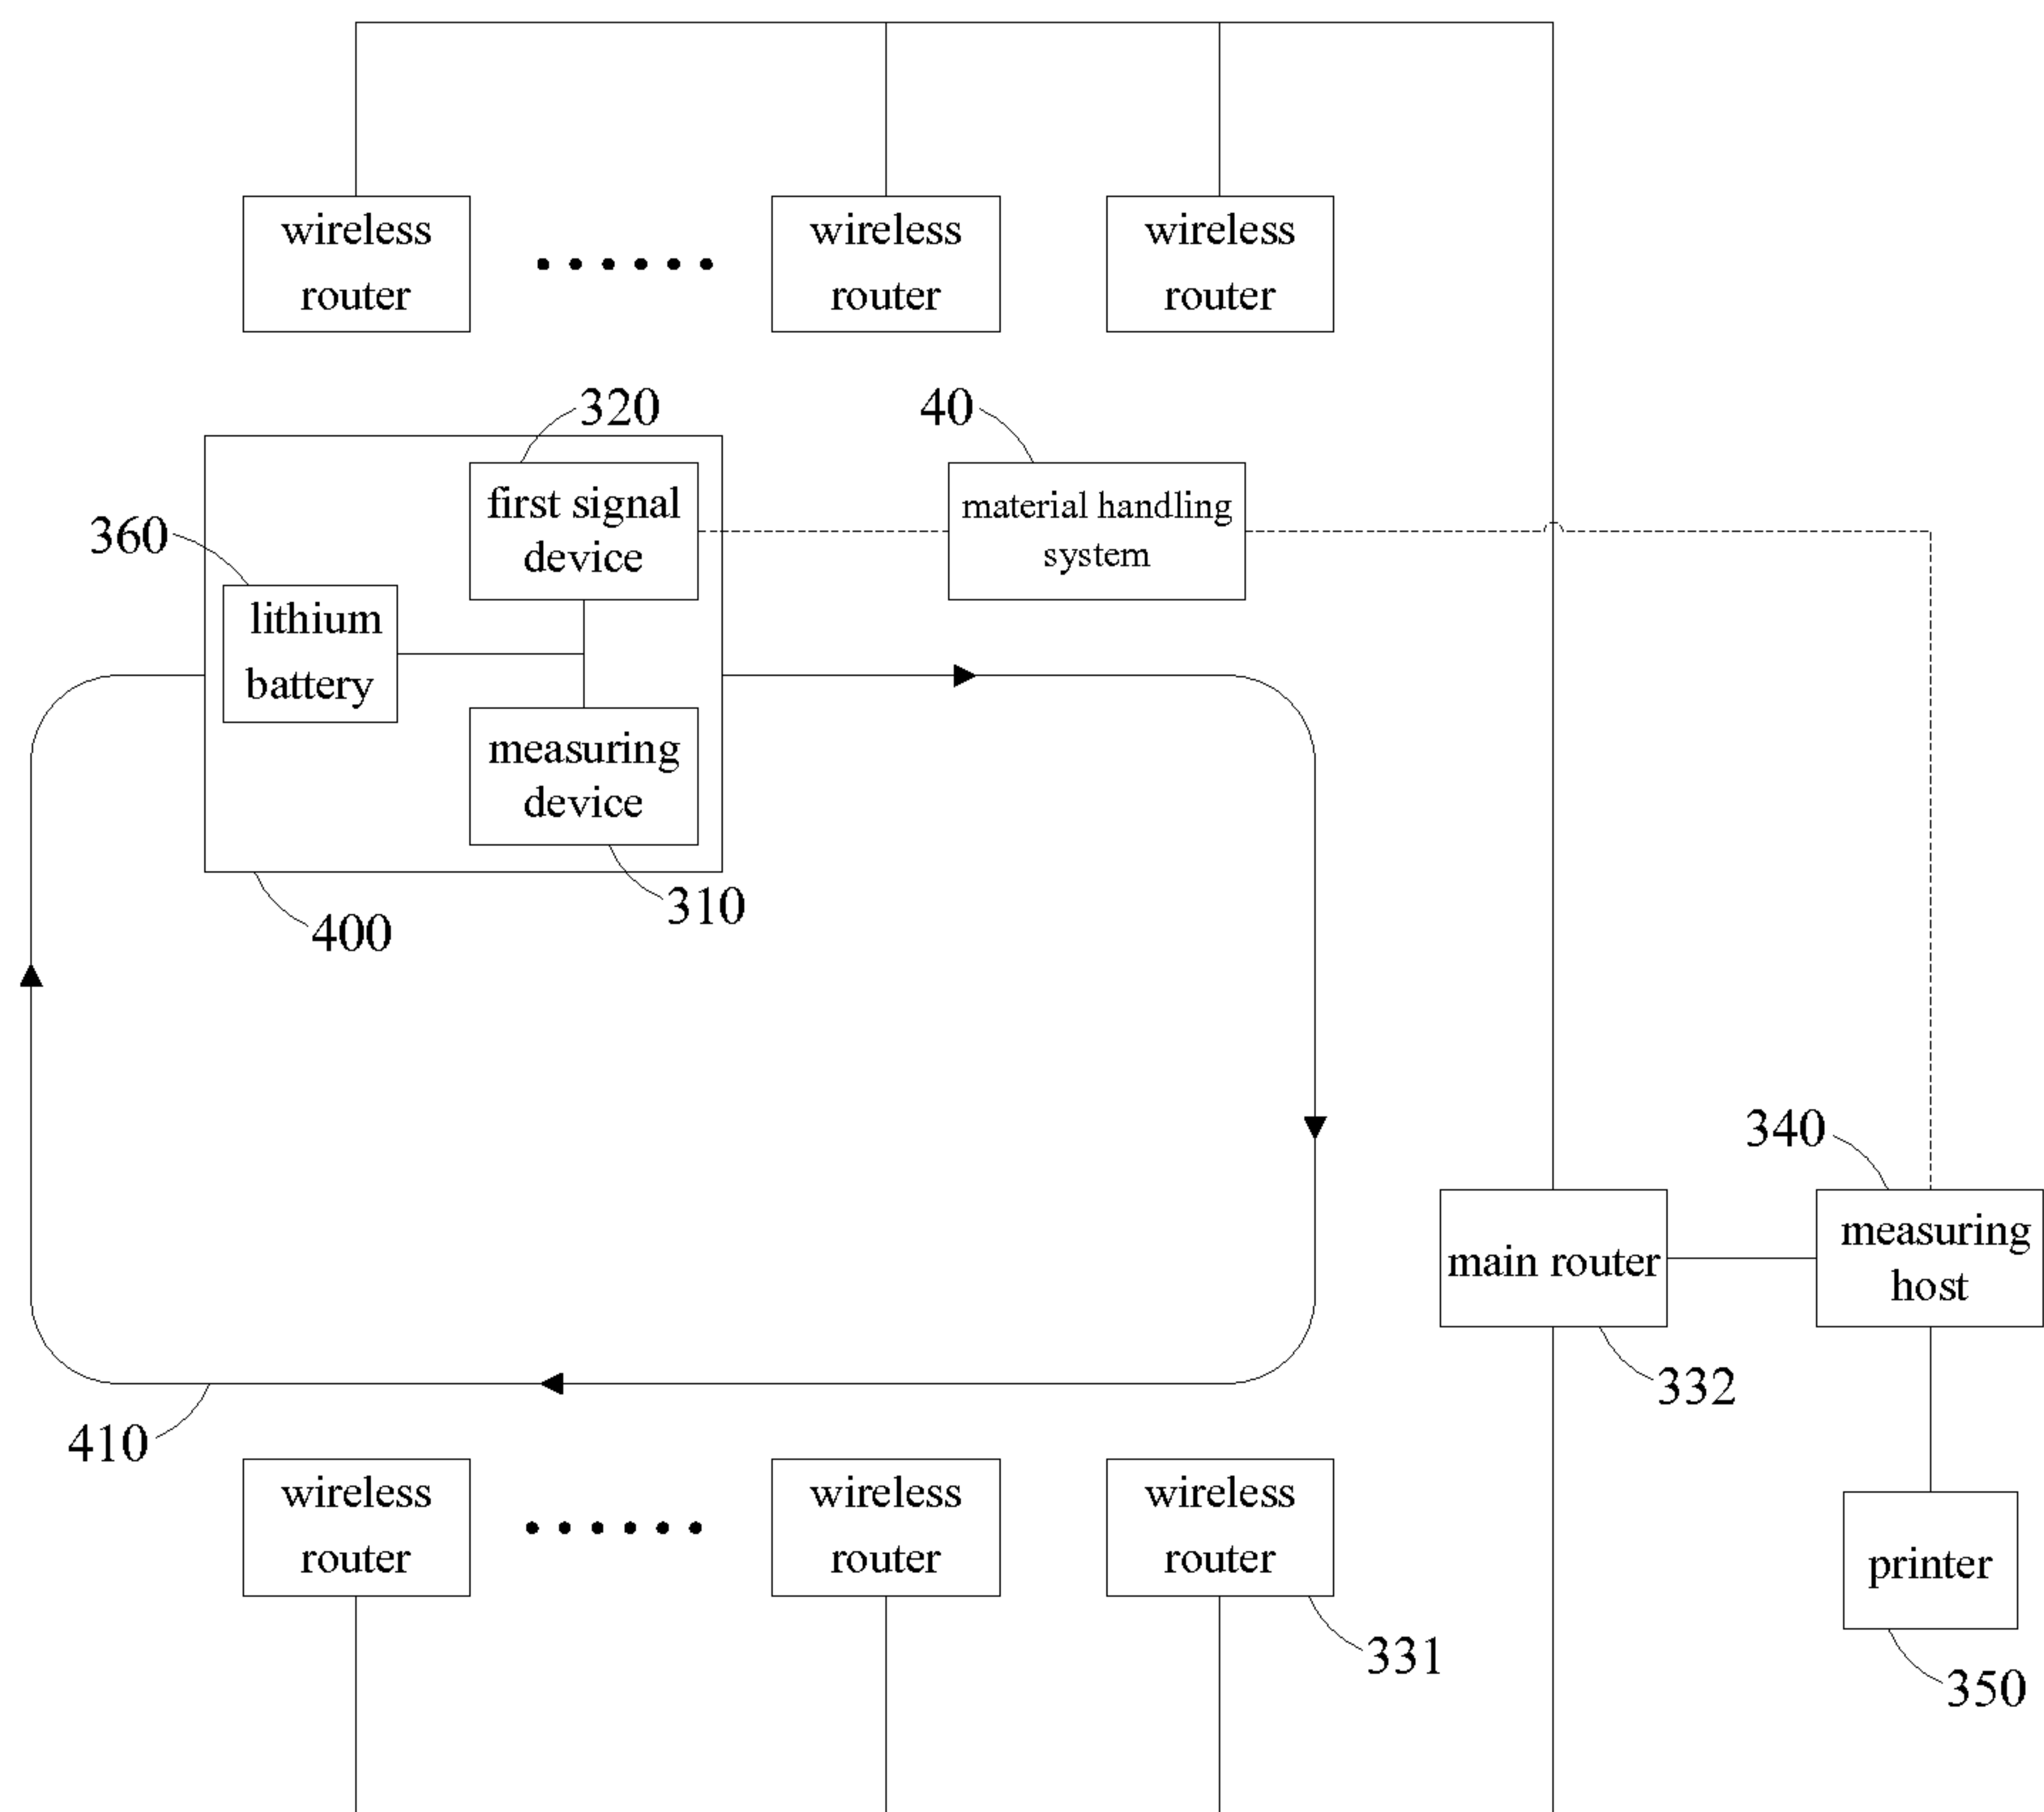 wireless
router
wireless
router
wireless
router
320
40
first signal
device
material handling
system
360
lithium
battery
measuring
device
310
400
340
measuring
host
main router
332
410
wireless
router
wireless
router
wireless
router
printer
331
350